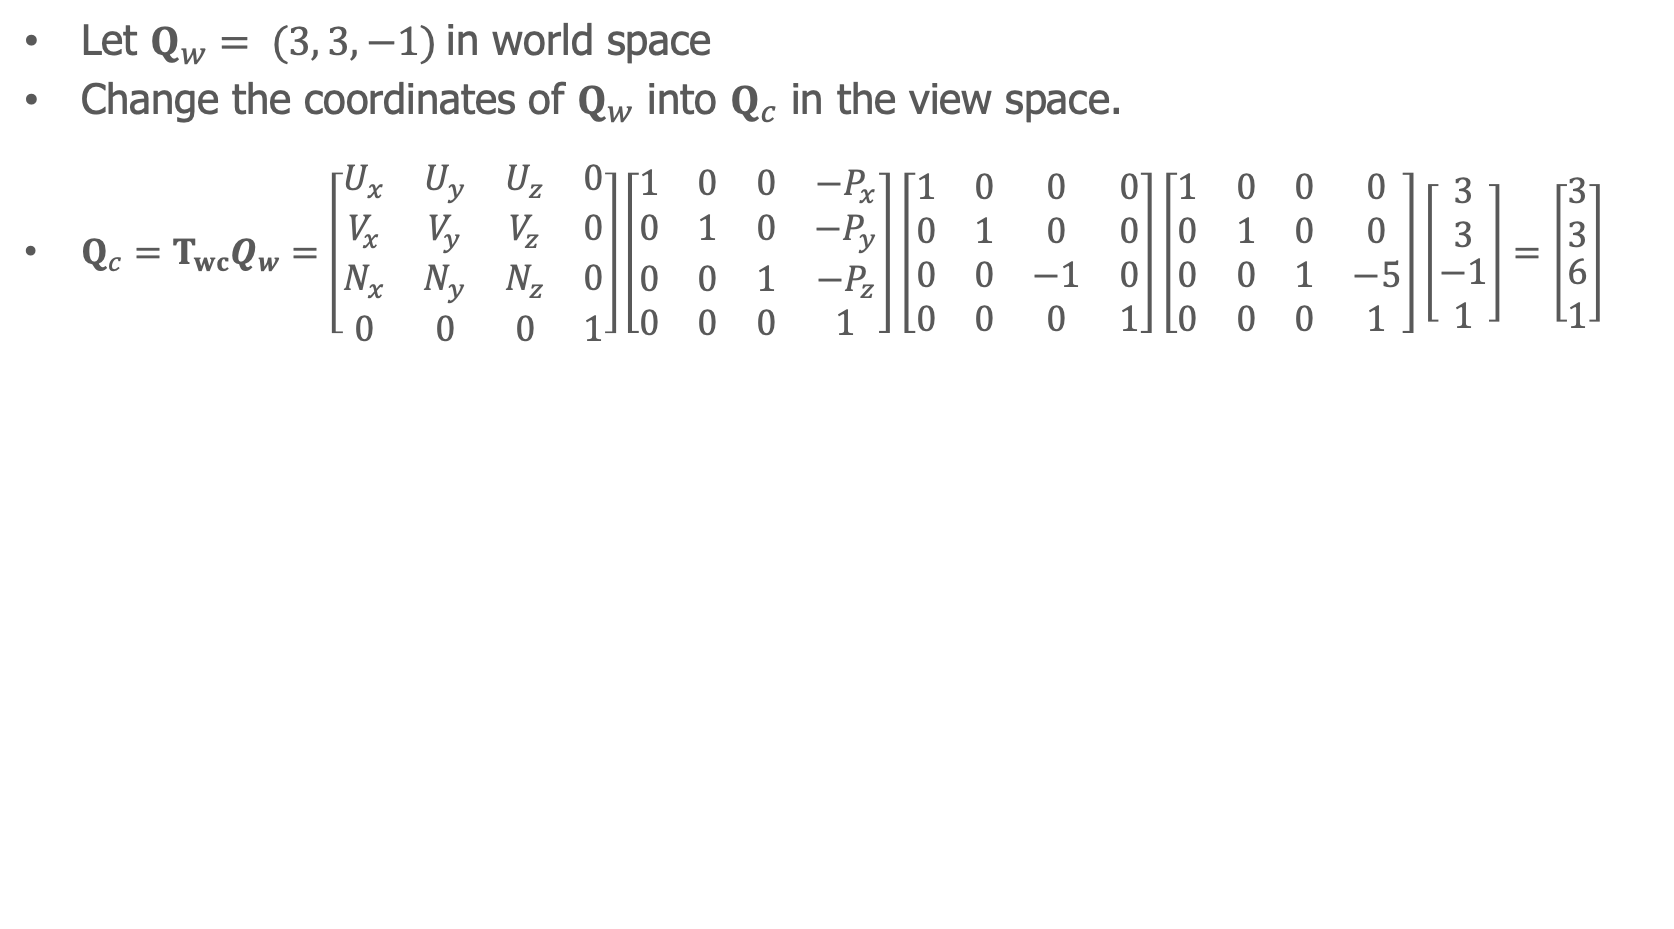 • Let Q_w = (3, 3, −1) in world space
• Change the coordinates of Q_w into Q_c in the view space.
• Q_c = T_wc Q_w = [U_x U_y U_z 0; V_x V_y V_z 0; N_x N_y N_z 0; 0 0 0 1] [1 0 0 −P_x; 0 1 0 −P_y; 0 0 1 −P_z; 0 0 0 1] [1 0 0 0; 0 1 0 0; 0 0 −1 0; 0 0 0 1] [1 0 0 0; 0 1 0 0; 0 0 1 −5; 0 0 0 1] [3; 3; −1; 1] = [3; 3; 6; 1]